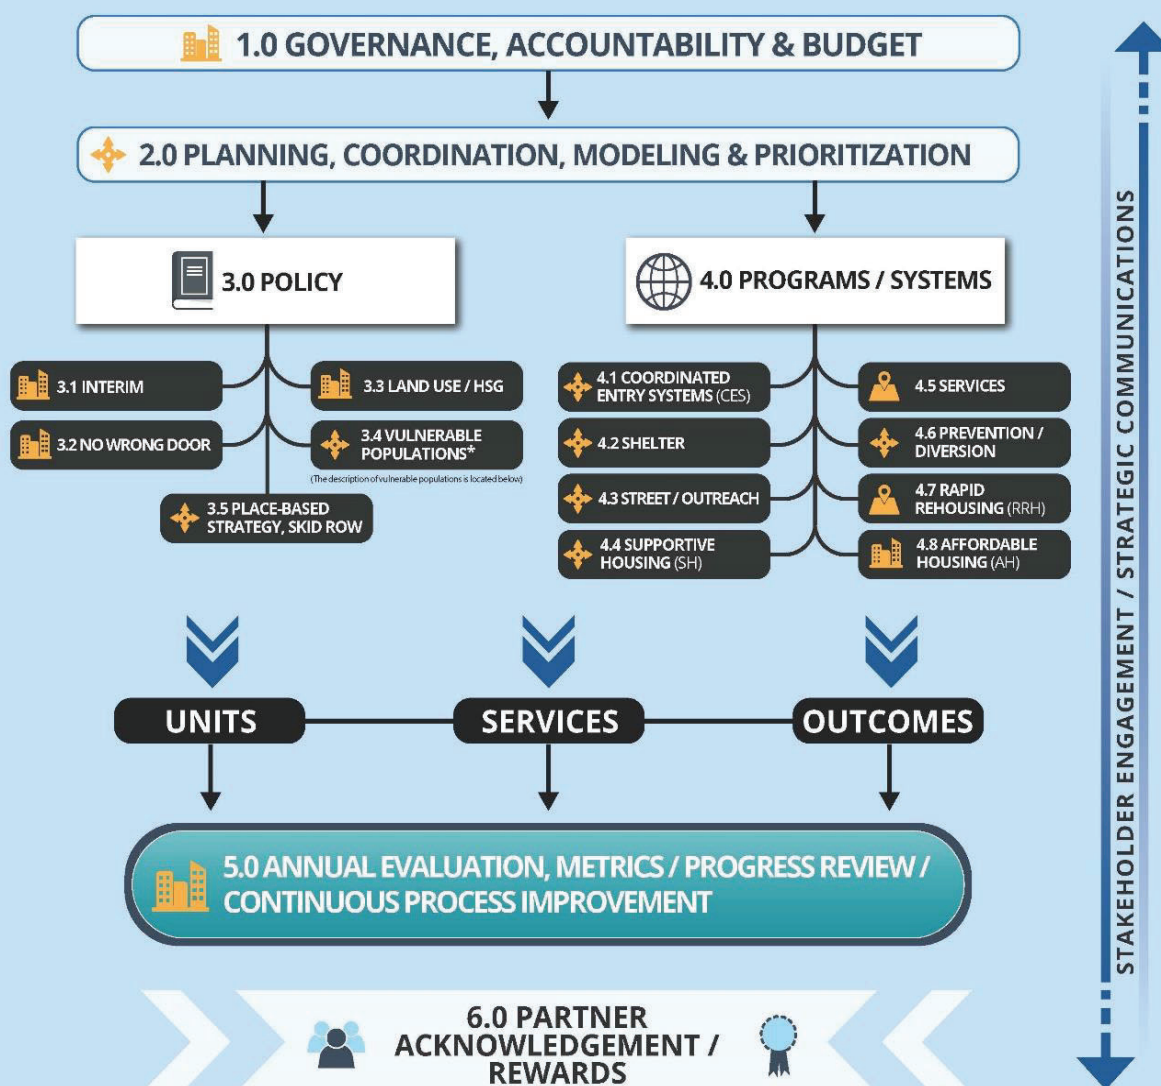 1.0 GOVERNANCE, ACCOUNTABILITY & BUDGET
2.0 PLANNING, COORDINATION, MODELING & PRIORITIZATION
3.0 POLICY
3.1 INTERIM
3.2 NO WRONG DOOR
3.3 LAND USE / HSG
3.4 VULNERABLE
POPULATIONS*
(The description of vulnerable populations is located below)
3.5 PLACE-BASED
STRATEGY, SKID ROW
4.0 PROGRAMS / SYSTEMS
4.1 COORDINATED
ENTRY SYSTEMS (CES)
4.2 SHELTER
4.3 STREET / OUTREACH
4.4 SUPPORTIVE
HOUSING (SH)
4.5 SERVICES
4.6 PREVENTION /
DIVERSION
4.7 RAPID
REHOUSING (RRH)
4.8 AFFORDABLE
HOUSING (AH)
UNITS
SERVICES
OUTCOMES
5.0 ANNUAL EVALUATION, METRICS / PROGRESS REVIEW /
CONTINUOUS PROCESS IMPROVEMENT
6.0 PARTNER
ACKNOWLEDGEMENT /
REWARDS
STAKEHOLDER ENGAGEMENT / STRATEGIC COMMUNICATIONS